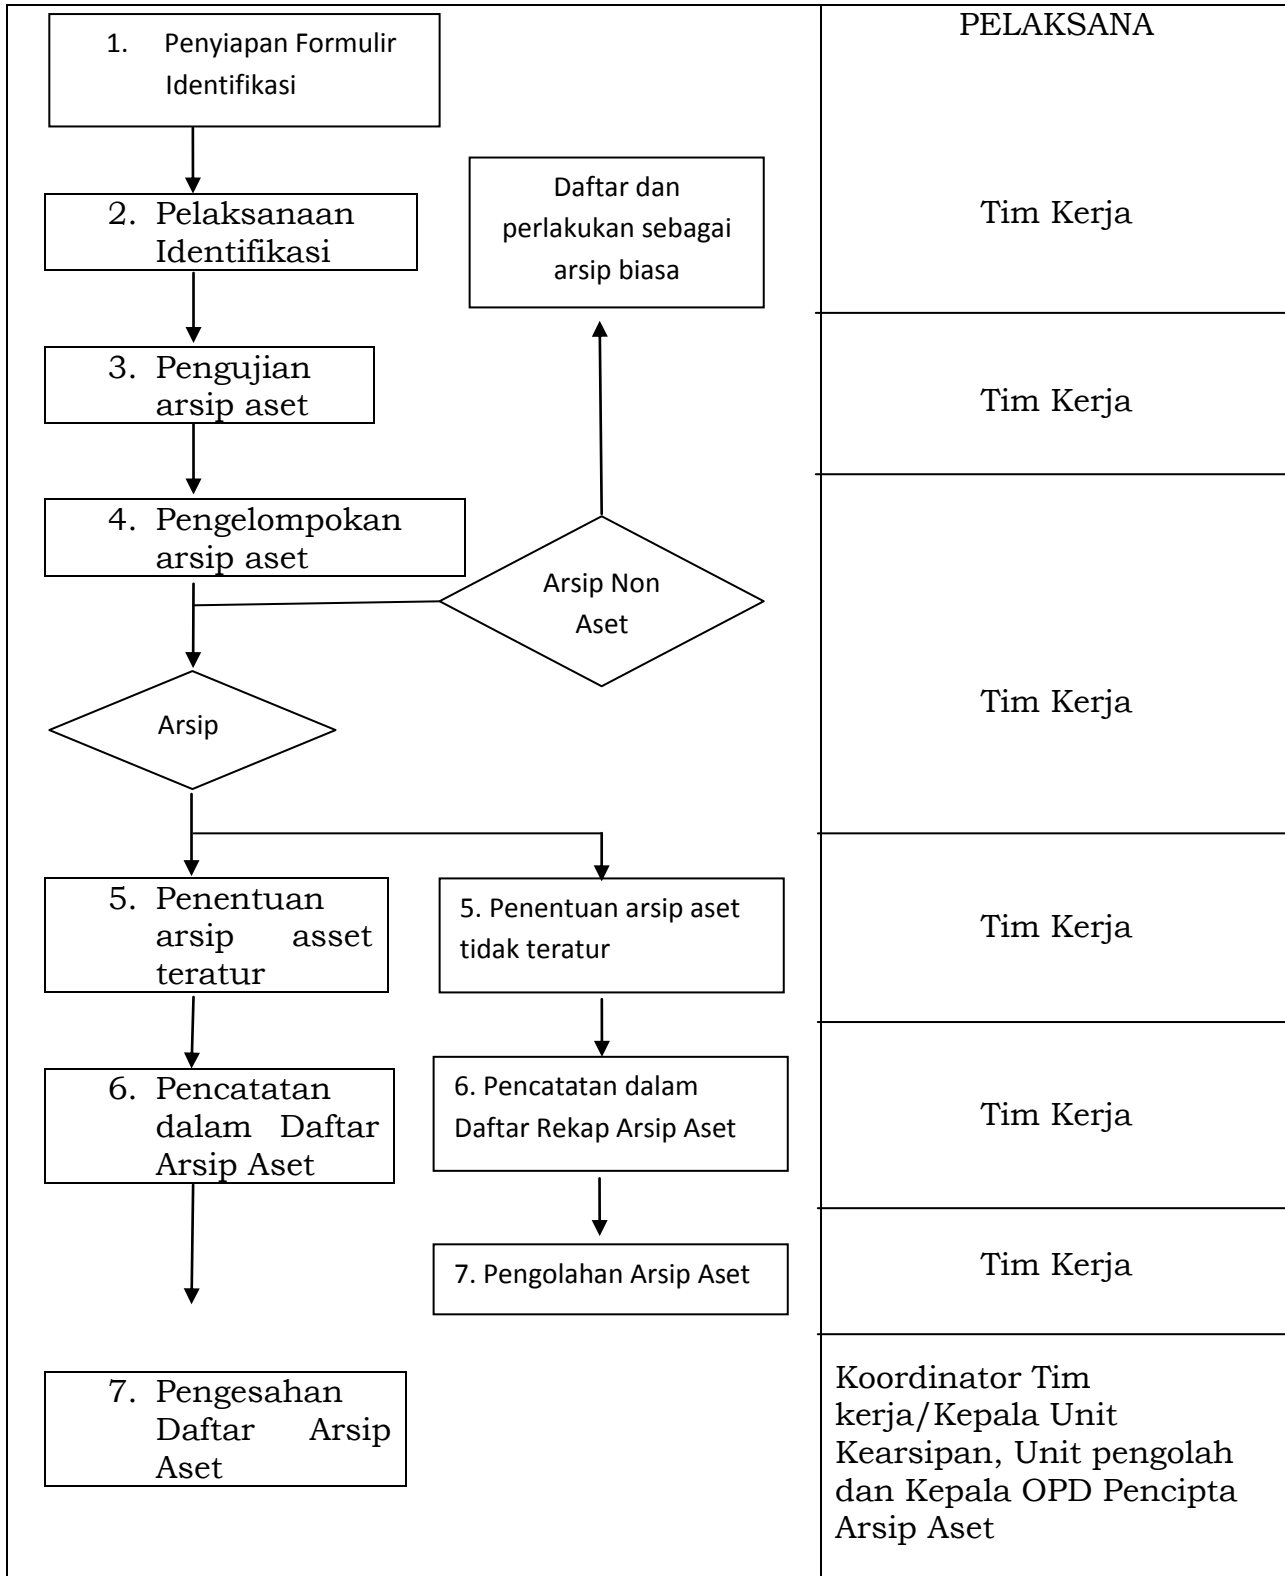 PELAKSANA
1. Penyiapan Formulir
Identifikasi
Daftar dan
perlakukan sebagai
arsip biasa
2. Pelaksanaan
Identifikasi
Tim Kerja
3. Pengujian
arsip aset
Tim Kerja
4. Pengelompokan
arsip aset
Arsip Non
Aset
Arsip
Tim Kerja
5. Penentuan
arsip asset
teratur
5. Penentuan arsip aset
tidak teratur
Tim Kerja
6. Pencatatan
dalam Daftar
Arsip Aset
6. Pencatatan dalam
Daftar Rekap Arsip Aset
Tim Kerja
7. Pengolahan Arsip Aset
Tim Kerja
7. Pengesahan
Daftar Arsip
Aset
Koordinator Tim
kerja/Kepala Unit
Kearsipan, Unit pengolah
dan Kepala OPD Pencipta
Arsip Aset